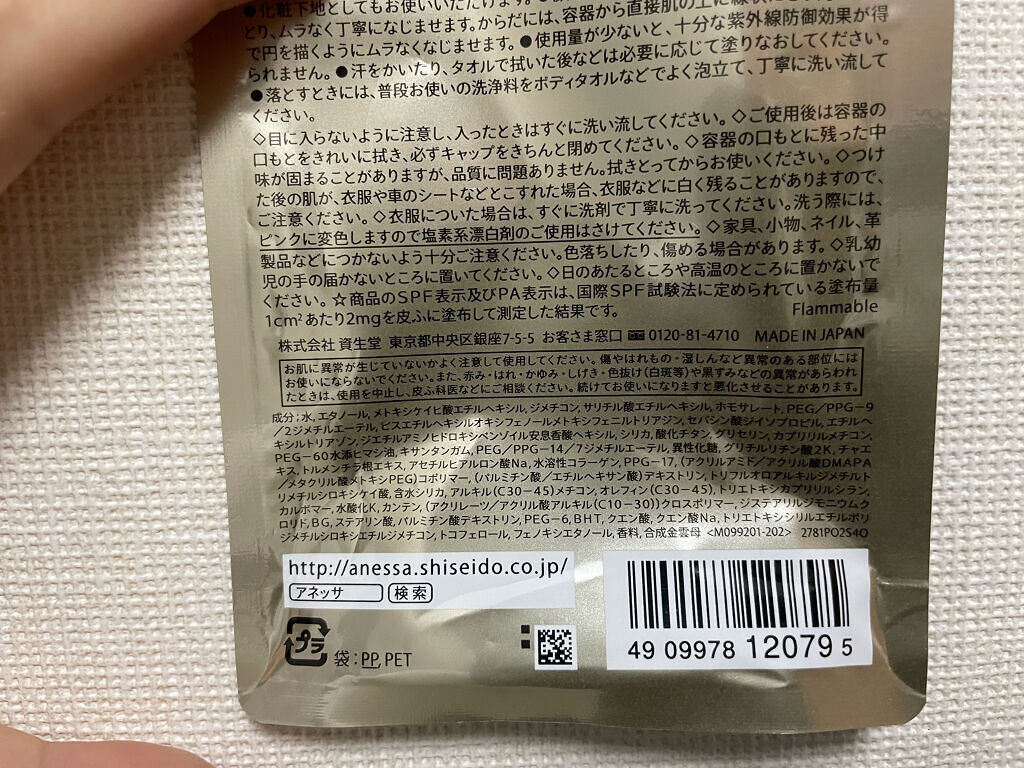 ●化粧下地としてもお使いいただけます。
とり、ムラなく丁寧になじませます。からだには、容器から直接肌の上に線状に
で円を描くようにムラなくなじませます。●使用量が少ないと、十分な紫外線防御効果が得
られません。●汗をかいたり、タオルで拭いた後などは必要に応じて塗りなおしてください。
●落とすときには、普段お使いの洗浄料をボディタオルなどでよく泡立て、丁寧に洗い流して
ください。
◇目に入らないように注意し、入ったときはすぐに洗い流してください。◇ご使用後は容器の
口もとをきれいに拭き、必ずキャップをきちんと閉めてください。◇容器の口もとに残った中
味が固まることがありますが、品質に問題ありません。拭きとってからお使いください。◇つけ
た後の肌が、衣服や車のシートなどとこすれた場合、衣服などに白く残ることがありますので、
ご注意ください。◇衣服についた場合は、すぐに洗剤で丁寧に洗ってください。洗う際には、
ピンクに変色しますので塩素系漂白剤のご使用はさけてください。◇家具、小物、ネイル、革
製品などにつかないよう十分ご注意ください。色落ちしたり、傷める場合があります。◇乳幼
児の手の届かないところに置いてください。◇日のあたるところや高温のところに置かないで
ください。☆商品のSPF表示及びPA表示は、国際SPF試験法に定められている塗布量
1cm²あたり2mgを皮ふに塗布して測定した結果です。 Flammable
株式会社 資生堂 東京都中央区銀座7-5-5 お客さま窓口 0120-81-4710 MADE IN JAPAN
お肌に異常が生じていないかよく注意して使用してください。傷やはれもの・湿しんなど異常のある部位には
お使いにならないでください。また、赤み・はれ・かゆみ・しげき・色抜け(白斑等)や黒ずみなどの異常があらわれ
たときは、使用を中止し、皮ふ科医などにご相談ください。続けてお使いになりますと悪化させることがあります。
成分:水,エタノール,メトキシケイヒ酸エチルヘキシル,ジメチコン,サリチル酸エチルヘキシル,ホモサレート,PEG/PPG-9
/2ジメチルエーテル,ビスエチルヘキシルオキシフェノールメトキシフェニルトリアジン,セバシン酸ジイソプロピル,エチルヘ
キシルトリアゾン,ジエチルアミノヒドロキシベンゾイル安息香酸ヘキシル,シリカ,酸化チタン,グリセリン,カプリリルメチコン,
PEG-60水添ヒマシ油,キサンタンガム,PEG/PPG-14/7ジメチルエーテル,異性化糖,グリチルリチン酸2K,チャエ
キス,トルメンチラ根エキス,アセチルヒアルロン酸Na,水溶性コラーゲン,PPG-17,(アクリルアミド/アクリル酸DMAPA
/メタクリル酸メトキシPEG)コポリマー,(パルミチン酸/エチルヘキサン酸)デキストリン,トリフルオロアルキルジメチルト
リメチルシロキシケイ酸,含水シリカ,アルキル(C30-45)メチコン,オレフィン(C30-45),トリエトキシカプリリルシラン,
カルボマー,水酸化K,カンテン,(アクリレーツ/アクリル酸アルキル(C10-30))クロスポリマー,ジステアリルジモニウムク
ロリド,BG,ステアリン酸,パルミチン酸デキストリン,PEG-6,BHT,クエン酸,クエン酸Na,トリエトキシシリルエチルポリ
ジメチルシロキシエチルジメチコン,トコフェロール,フェノキシエタノール,香料,合成金雲母 <M099201-202> 2781PO2S4O
http://anessa.shiseido.co.jp/
アネッサ 検索
プラ
袋:PP, PET
49 09978 12079 5